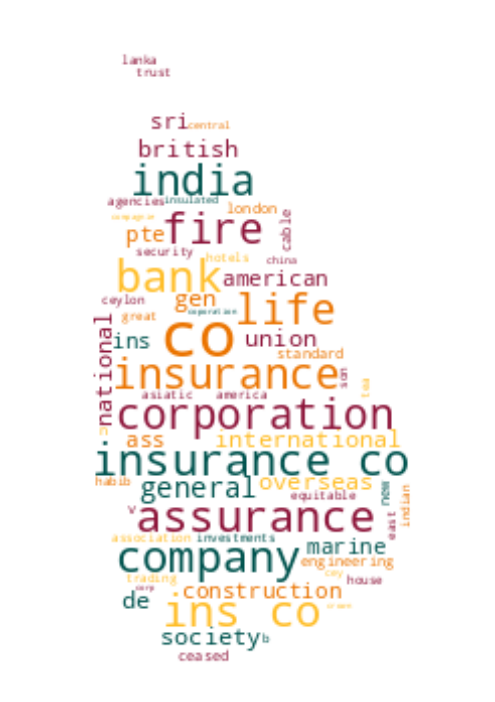 lanka
trust
sri central
british
india
agencies insulated
london
compagnie
pte fire cable
security hotels
china
bank american
ceylon gen life
great
ins co union
standard
national
insurance son
tea
asiatic america
corporation
ass international
insurance co
habib general overseas
equitable new indian
v assurance east
association investments
company marine
engineering
trading cey
house
corp
de construction
ins co
society b
ceased